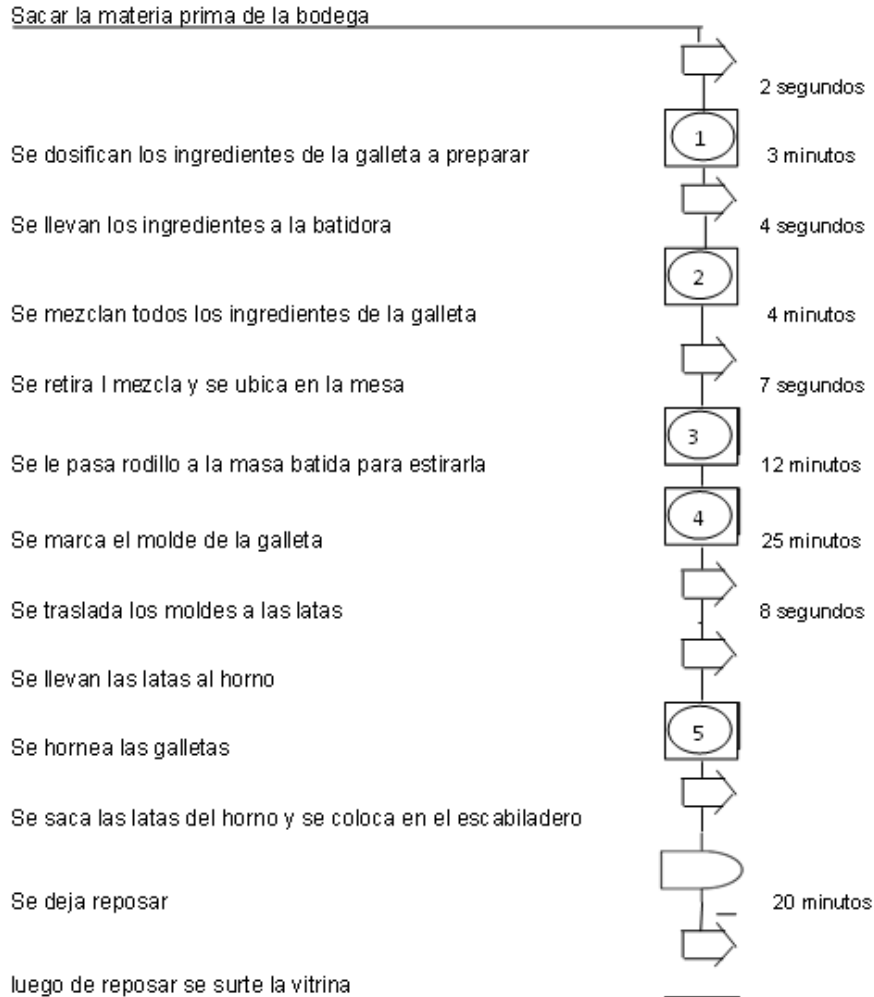 Sacar la materia prima de la bodega
2 segundos
1
Se dosifican los ingredientes de la galleta a preparar 3 minutos
Se llevan los ingredientes a la batidora 4 segundos
2
Se mezclan todos los ingredientes de la galleta 4 minutos
Se retira l mezcla y se ubica en la mesa 7 segundos
3
Se le pasa rodillo a la masa batida para estirarla 12 minutos
4
Se marca el molde de la galleta 25 minutos
Se traslada los moldes a las latas 8 segundos
Se llevan las latas al horno
5
Se hornea las galletas
Se saca las latas del horno y se coloca en el escabiladero
Se deja reposar 20 minutos
luego de reposar se surte la vitrina